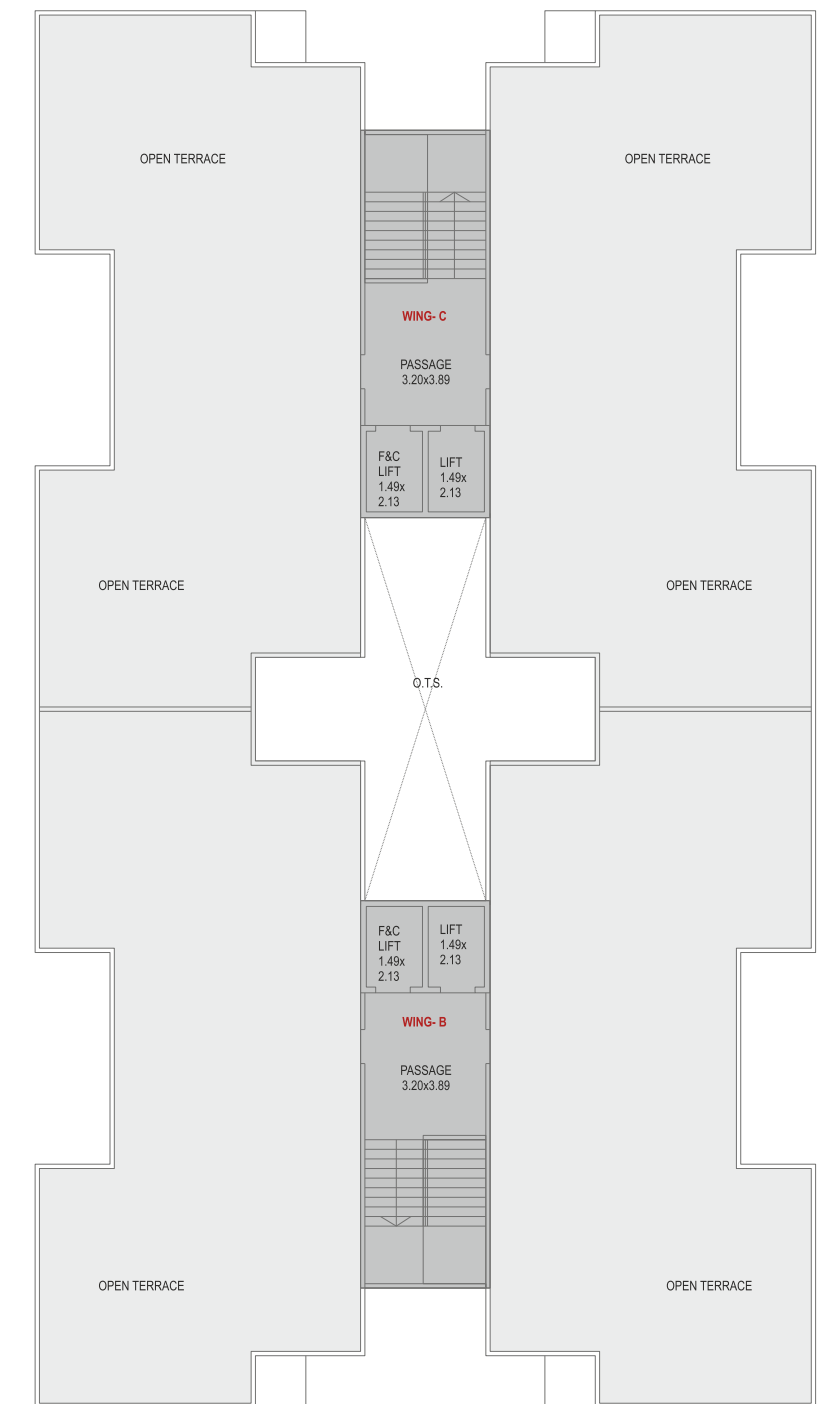 OPEN TERRACE
OPEN TERRACE
WING- C
PASSAGE
3.20x3.89
F&C
LIFT
1.49x
2.13
LIFT
1.49x
2.13
OPEN TERRACE
OPEN TERRACE
O.T.S.
F&C
LIFT
1.49x
2.13
LIFT
1.49x
2.13
WING- B
PASSAGE
3.20x3.89
OPEN TERRACE
OPEN TERRACE